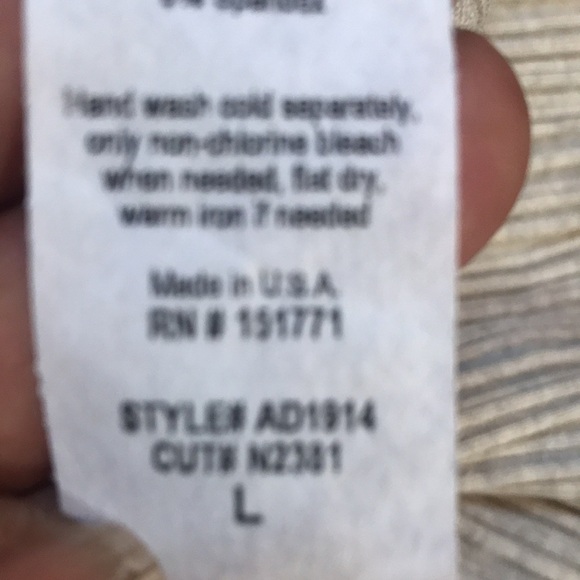 Spandex
Hand wash cold separately,
only non-chlorine bleach
when needed, flat dry,
warm iron if needed
Made in U.S.A.
RN # 151771
STYLE# AD1914
CUT# N2381
L